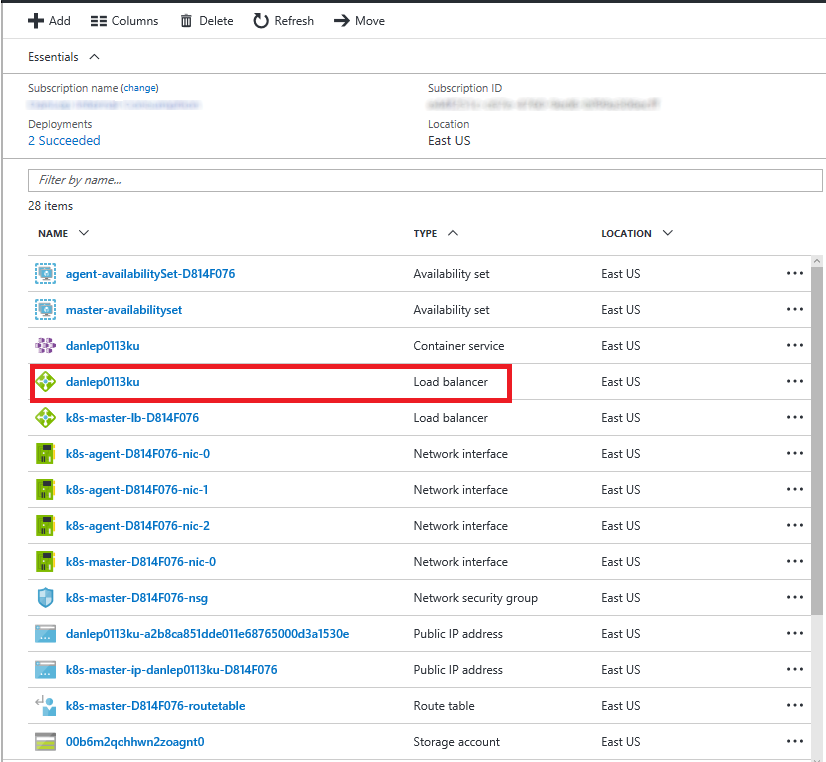 Add Columns Delete Refresh Move
Essentials
Subscription name (change) Subscription ID
Deployments Location
2 Succeeded East US
Filter by name...
28 items
NAME TYPE LOCATION
agent-availabilitySet-D814F076 Availability set East US
master-availabilityset Availability set East US
danlep0113ku Container service East US
danlep0113ku Load balancer East US
k8s-master-lb-D814F076 Load balancer East US
k8s-agent-D814F076-nic-0 Network interface East US
k8s-agent-D814F076-nic-1 Network interface East US
k8s-agent-D814F076-nic-2 Network interface East US
k8s-master-D814F076-nic-0 Network interface East US
k8s-master-D814F076-nsg Network security group East US
danlep0113ku-a2b8ca851dde011e68765000d3a1530e Public IP address East US
k8s-master-ip-danlep0113ku-D814F076 Public IP address East US
k8s-master-D814F076-routetable Route table East US
00b6m2qchhwn2zoagnt0 Storage account East US